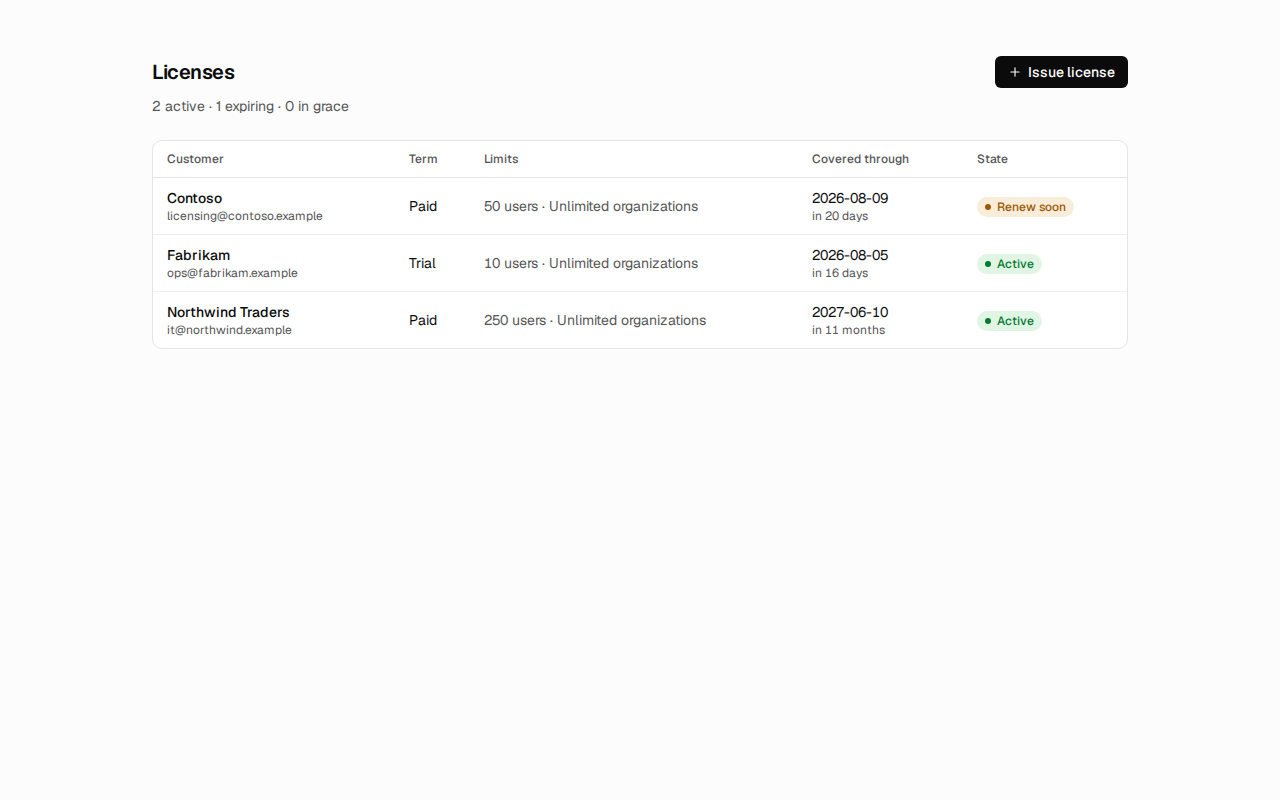 Licenses
Issue license
2 active · 1 expiring · 0 in grace
Customer Term Limits Covered through State
Contoso
licensing@contoso.example
Paid
50 users · Unlimited organizations
2026-08-09
in 20 days
Renew soon
Fabrikam
ops@fabrikam.example
Trial
10 users · Unlimited organizations
2026-08-05
in 16 days
Active
Northwind Traders
it@northwind.example
Paid
250 users · Unlimited organizations
2027-06-10
in 11 months
Active